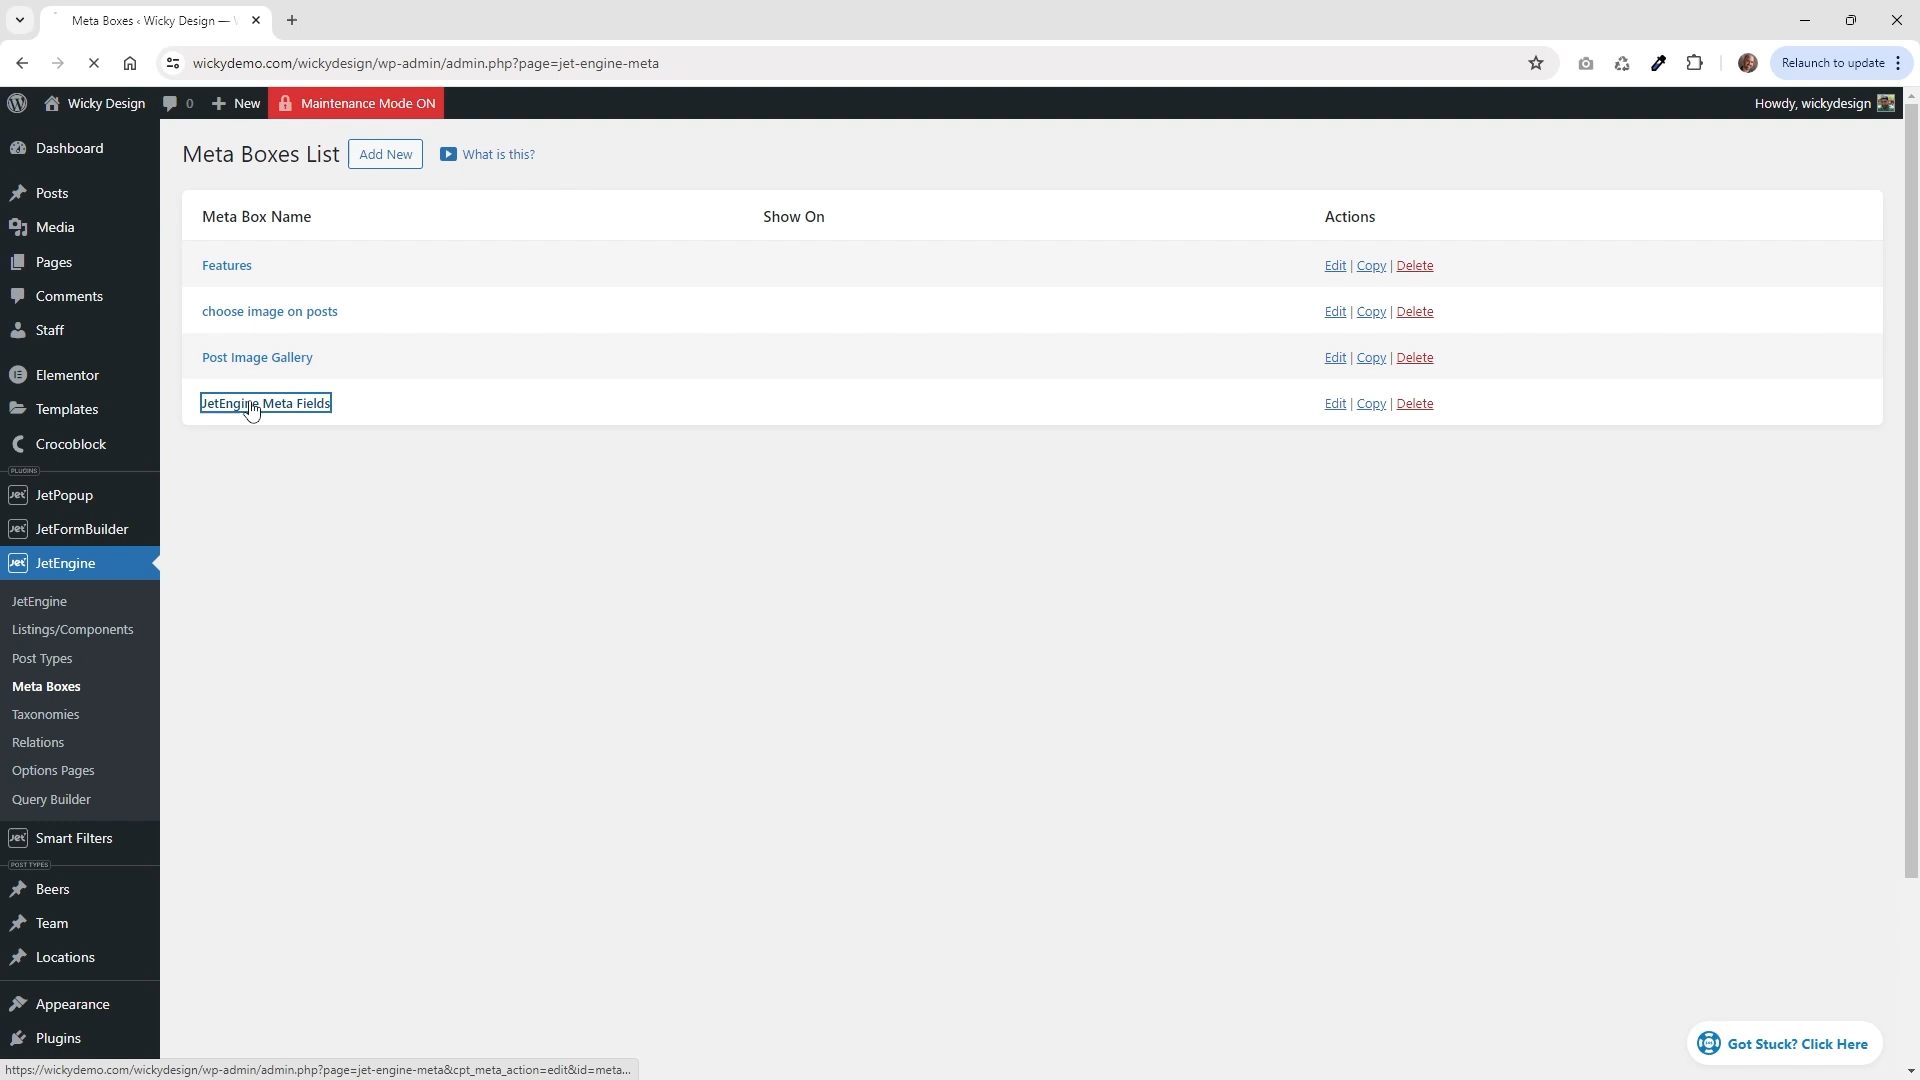 Meta Boxes ‹ Wicky Design —
wickydemo.com/wickydesign/wp-admin/admin.php?page=jet-engine-meta
Relaunch to update
Wicky Design
0
New
Maintenance Mode ON
Howdy, wickydesign
Dashboard
Posts
Media
Pages
Comments
Staff
Elementor
Templates
Crocoblock
PLUGINS
JetPopup
JetFormBuilder
JetEngine
JetEngine
Listings/Components
Post Types
Meta Boxes
Taxonomies
Relations
Options Pages
Query Builder
Smart Filters
POST TYPES
Beers
Team
Locations
Appearance
Plugins
Meta Boxes List
Add New
What is this?
Meta Box Name Show On Actions
Features Edit | Copy | Delete
choose image on posts Edit | Copy | Delete
Post Image Gallery Edit | Copy | Delete
JetEngine Meta Fields Edit | Copy | Delete
Got Stuck? Click Here
https://wickydemo.com/wickydesign/wp-admin/admin.php?page=jet-engine-meta&cpt_meta_action=edit&id=meta...